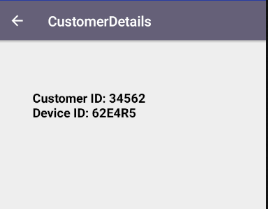 CustomerDetails
Customer ID: 34562
Device ID: 62E4R5